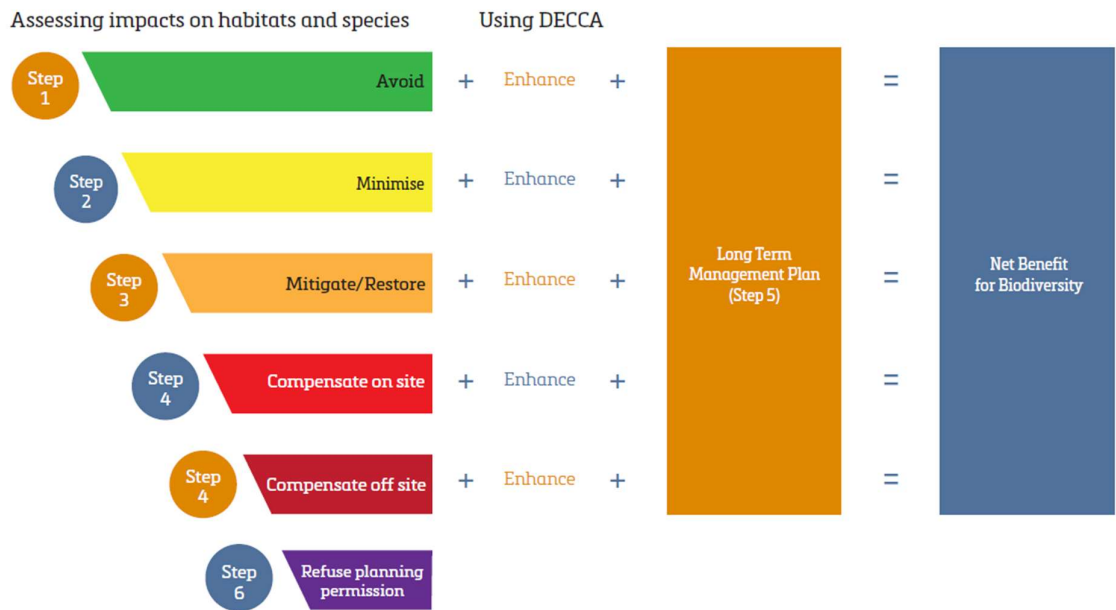 Assessing impacts on habitats and species
Using DECCA
Step
1
Avoid
+
Enhance
+
=
Step
2
Minimise
+
Enhance
+
=
Step
3
Mitigate/Restore
+
Enhance
+
Long Term
Management Plan
(Step 5)
=
Net Benefit
for Biodiversity
Step
4
Compensate on site
+
Enhance
+
=
Step
4
Compensate off site
+
Enhance
+
=
Step
6
Refuse planning
permission